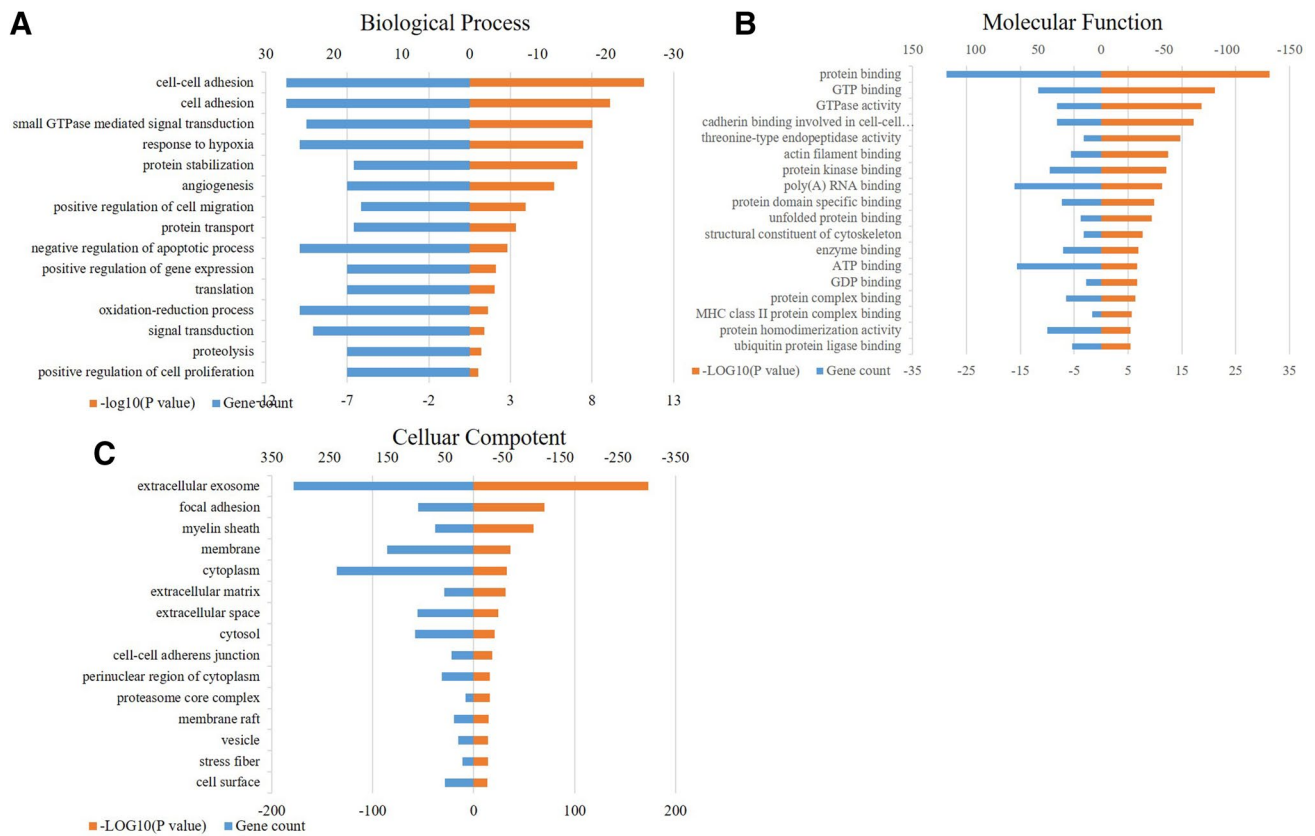 A
Biological Process
30 20 10 0 -10 -20 -30
cell-cell adhesion
cell adhesion
small GTPase mediated signal transduction
response to hypoxia
protein stabilization
angiogenesis
positive regulation of cell migration
protein transport
negative regulation of apoptotic process
positive regulation of gene expression
translation
oxidation-reduction process
signal transduction
proteolysis
positive regulation of cell proliferation
-12 -7 -2 3 8 13
-log10(P value) Gene count
B
Molecular Function
150 100 50 0 -50 -100 -150
protein binding
GTP binding
GTPase activity
cadherin binding involved in cell-cell…
threonine-type endopeptidase activity
actin filament binding
protein kinase binding
poly(A) RNA binding
protein domain specific binding
unfolded protein binding
structural constituent of cytoskeleton
enzyme binding
ATP binding
GDP binding
protein complex binding
MHC class II protein complex binding
protein homodimerization activity
ubiquitin protein ligase binding
-LOG10(P value) Gene count
-35 -25 -15 -5 5 15 25 35
C
Celluar Compotent
350 250 150 50 -50 -150 -250 -350
extracellular exosome
focal adhesion
myelin sheath
membrane
cytoplasm
extracellular matrix
extracellular space
cytosol
cell-cell adherens junction
perinuclear region of cytoplasm
proteasome core complex
membrane raft
vesicle
stress fiber
cell surface
-200 -100 0 100 200
-LOG10(P value) Gene count